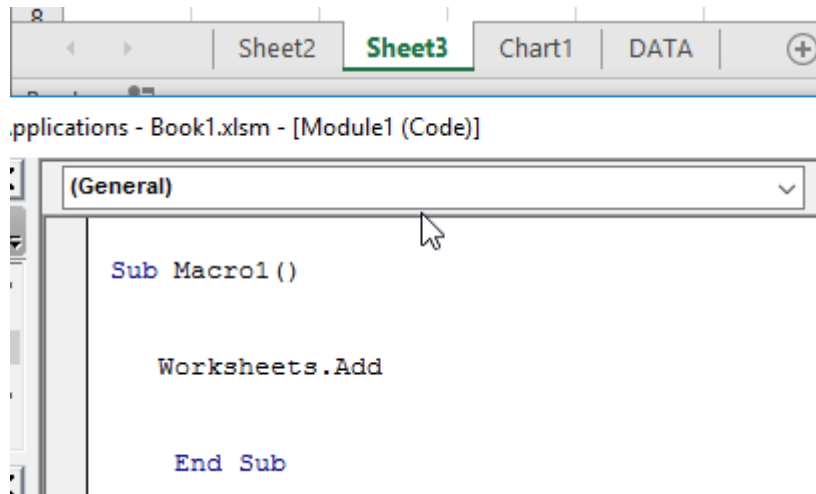 8
Sheet2 Sheet3 Chart1 DATA
pplications - Book1.xlsm - [Module1 (Code)]
(General)
Sub Macro1()
Worksheets.Add
End Sub